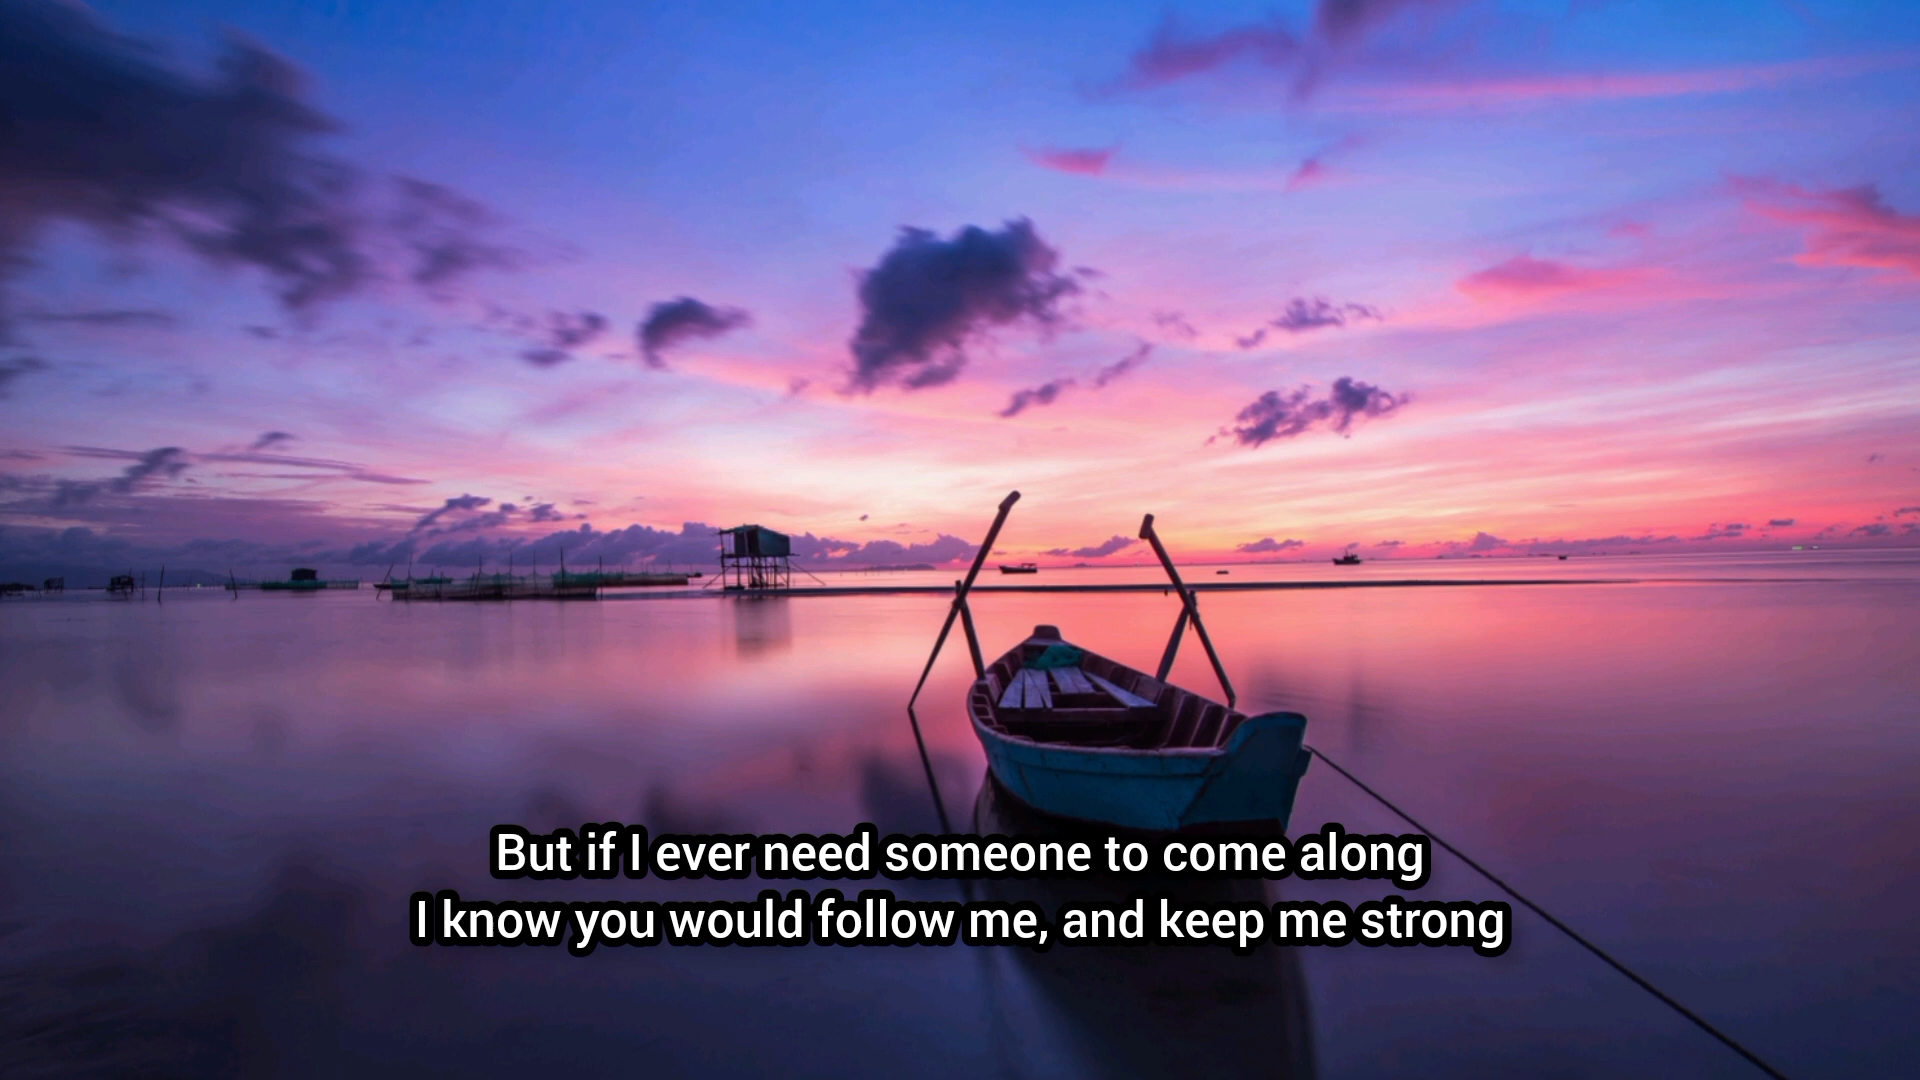 But if I ever need someone to come along
I know you would follow me, and keep me strong